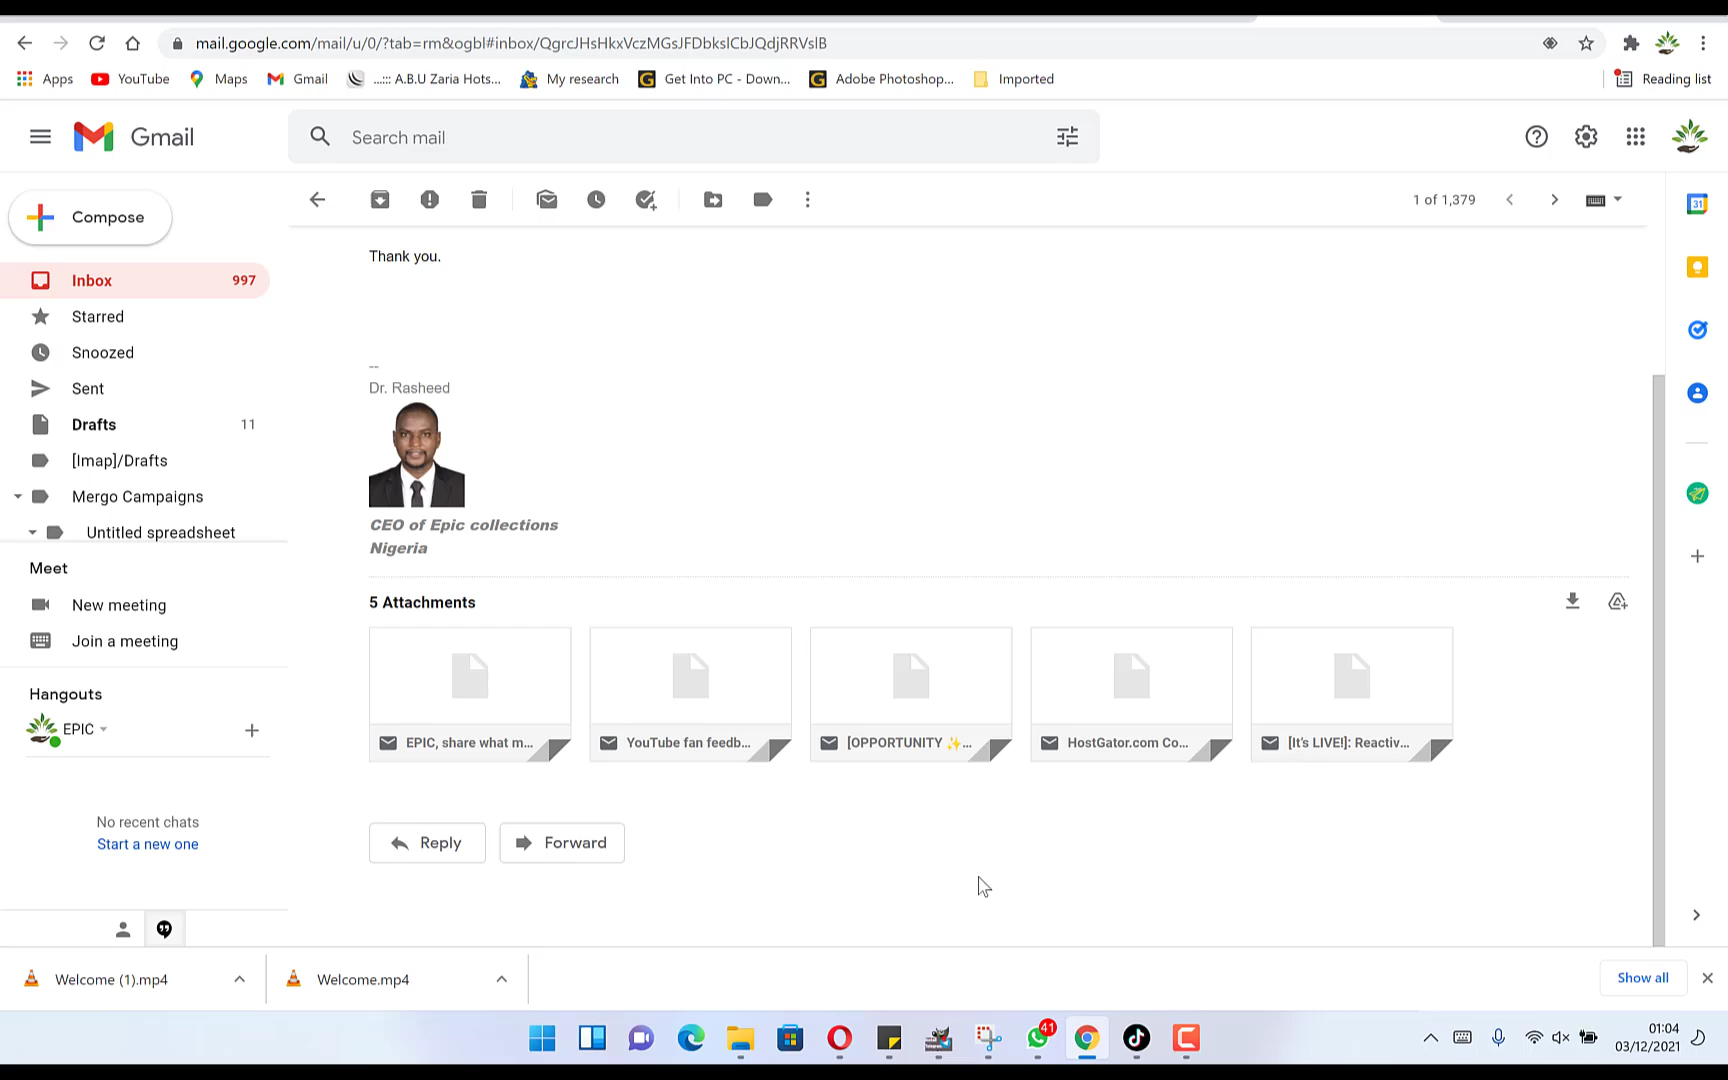 mail.google.com/mail/u/0/?tab=rm&ogbl#inbox/QgrcJHsHkxVczMGsJFDbkslCbJQdjRRVslB
Apps YouTube Maps Gmail ...::: A.B.U Zaria Hots... My research Get Into PC - Down... Adobe Photoshop... Imported Reading list
Gmail Search mail
Compose 1 of 1,379
31
Thank you.
Inbox 997
Starred
Snoozed
--
Sent
Dr. Rasheed
Drafts 11
[Imap]/Drafts
Mergo Campaigns
Untitled spreadsheet
CEO of Epic collections
Nigeria
Meet
New meeting
Join a meeting
5 Attachments
EPIC, share what m... YouTube fan feedb... [OPPORTUNITY ✨... HostGator.com Co... [It's LIVE!]: Reactiv...
Hangouts
EPIC
No recent chats
Start a new one
Reply Forward
Welcome (1).mp4 Welcome.mp4 Show all
41
01:04
03/12/2021